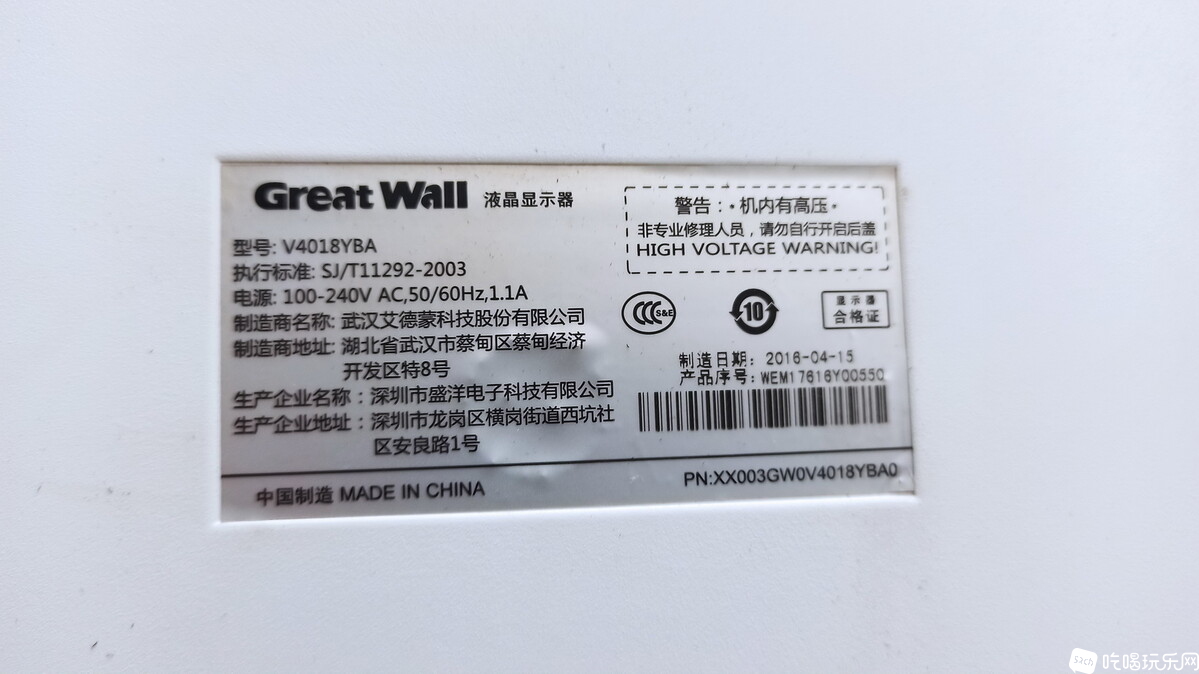 Great Wall 液晶显示器
型号: V4018YBA
执行标准: SJ/T11292-2003
电源: 100-240V AC,50/60Hz,1.1A
制造商名称: 武汉艾德蒙科技股份有限公司
制造商地址: 湖北省武汉市蔡甸区蔡甸经济
开发区特8号
生产企业名称：深圳市盛洋电子科技有限公司
生产企业地址：深圳市龙岗区横岗街道西坑社
区安良路1号
警告：·机内有高压·
非专业修理人员，请勿自行开启后盖
HIGH VOLTAGE WARNING!
CCC S&E
10
显示器
合格证
制造日期: 2016-04-15
产品序号: WEM17616Y00550
中国制造 MADE IN CHINA
PN:XX003GW0V4018YBA0
sxch 吃喝玩乐网